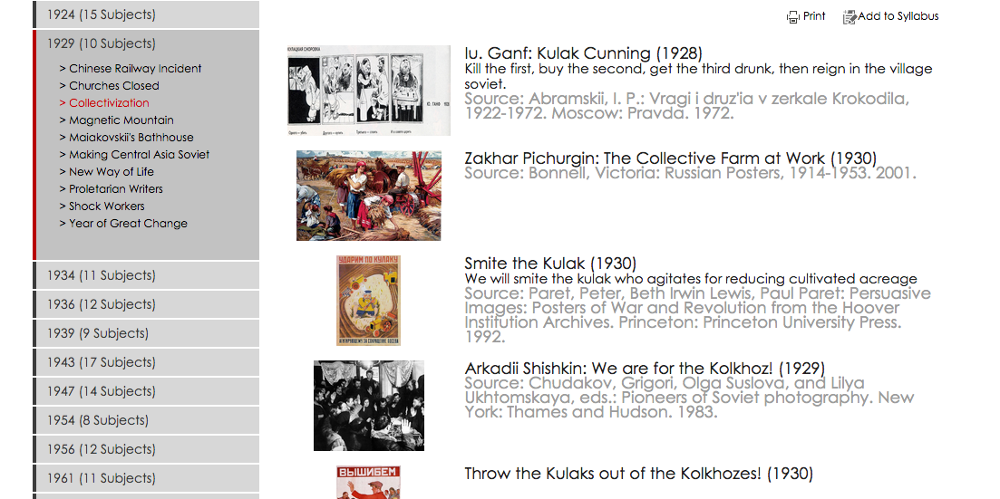 1924 (15 Subjects)
1929 (10 Subjects)
> Chinese Railway Incident
> Churches Closed
> Collectivization
> Magnetic Mountain
> Maiakovskii's Bathhouse
> Making Central Asia Soviet
> New Way of Life
> Proletarian Writers
> Shock Workers
> Year of Great Change
1934 (11 Subjects)
1936 (12 Subjects)
1939 (9 Subjects)
1943 (17 Subjects)
1947 (14 Subjects)
1954 (8 Subjects)
1956 (12 Subjects)
1961 (11 Subjects)
Print Add to Syllabus
КУЛАЦКАЯ СНОРОВКА
Iu. Ganf: Kulak Cunning (1928)
Kill the first, buy the second, get the third drunk, then reign in the village
soviet.
Source: Abramskii, I. P.: Vragi i druz'ia v zerkale Krokodila,
1922-1972. Moscow: Pravda. 1972.
Zakhar Pichurgin: The Collective Farm at Work (1930)
Source: Bonnell, Victoria: Russian Posters, 1914-1953. 2001.
УДАРИМ ПО КУЛАКУ
Smite the Kulak (1930)
We will smite the kulak who agitates for reducing cultivated acreage
Source: Paret, Peter, Beth Irwin Lewis, Paul Paret: Persuasive
Images: Posters of War and Revolution from the Hoover
Institution Archives. Princeton: Princeton University Press.
1992.
Arkadii Shishkin: We are for the Kolkhoz! (1929)
Source: Chudakov, Grigori, Olga Suslova, and Lilya
Ukhtomskaya, eds.: Pioneers of Soviet photography. New
York: Thames and Hudson. 1983.
ВЫШИБЕМ
Throw the Kulaks out of the Kolkhozes! (1930)